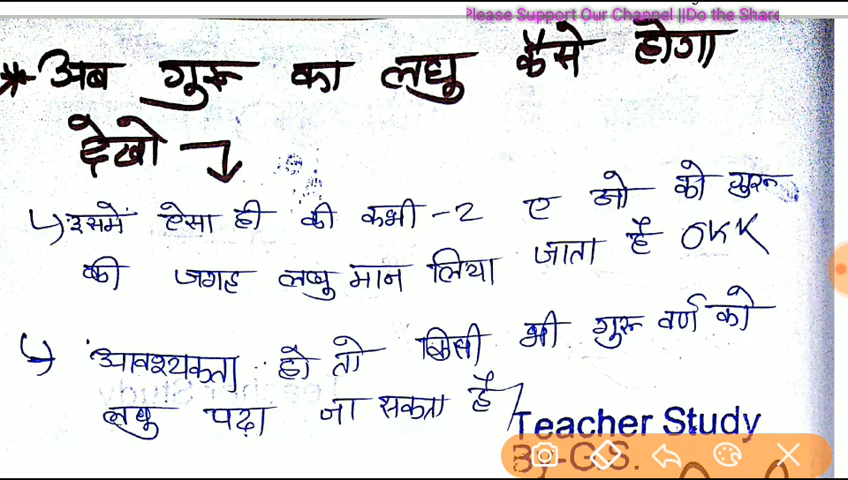 Please Support Our Channel ||Do the Share
* अब गुरू का लघु कैसे होगा
देखो
इसमें ऐसा ही की कभी-2 ए ओ को गुरू
की जगह लघु मान लिया जाता है OKK
आवश्यकता हो तो किसी भी गुरू वर्ण को
लघु पढ़ा जा सकता है
Teacher Study
By-G.S.